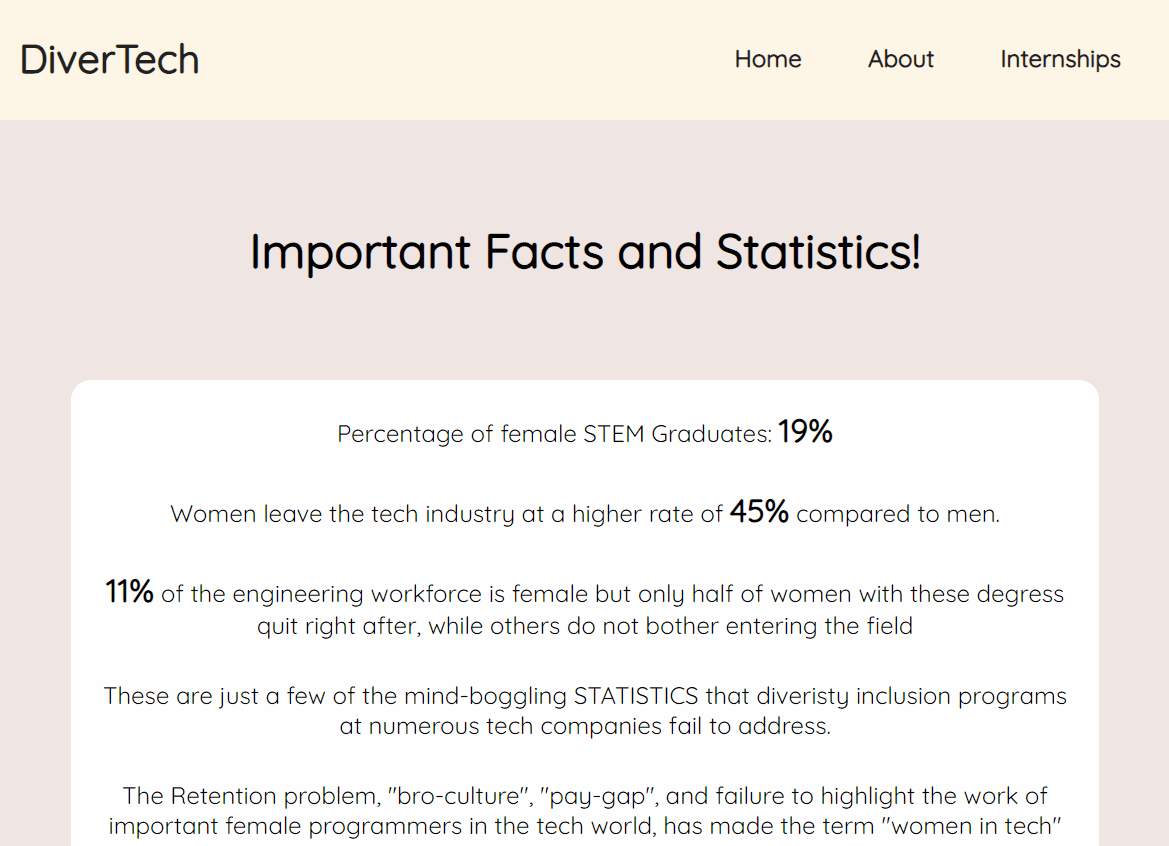 DiverTech
Home About Internships
Important Facts and Statistics!
Percentage of female STEM Graduates: 19%
Women leave the tech industry at a higher rate of 45% compared to men.
11% of the engineering workforce is female but only half of women with these degress
quit right after, while others do not bother entering the field
These are just a few of the mind-boggling STATISTICS that diveristy inclusion programs
at numerous tech companies fail to address.
The Retention problem, "bro-culture", "pay-gap", and failure to highlight the work of
important female programmers in the tech world, has made the term "women in tech"